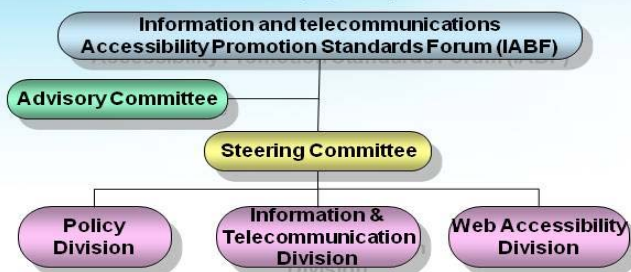 Information and telecommunications
Accessibility Promotion Standards Forum (IABF)
Advisory Committee
Steering Committee
Policy
Division
Information &
Telecommunication
Division
Web Accessibility
Division